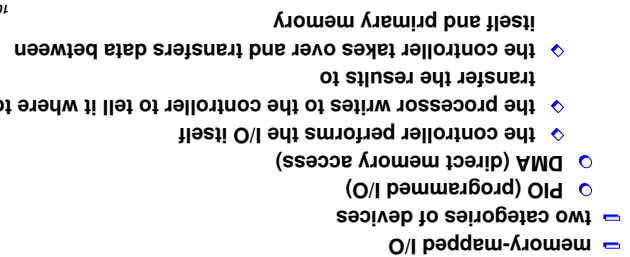 memory-mapped I/O
two categories of devices
PIO (programmed I/O)
DMA (direct memory access)
the controller performs the I/O itself
the processor writes to the controller to tell it where to
transfer the results to
the controller takes over and transfers data between
itself and primary memory